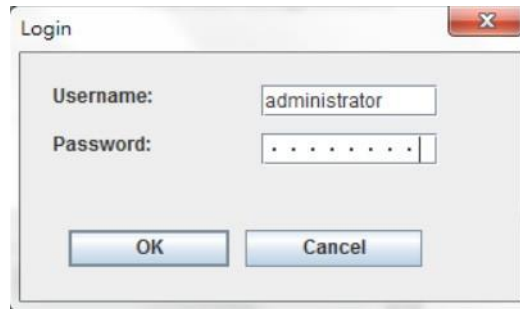 Login
Username:
administrator
Password:
........
OK
Cancel